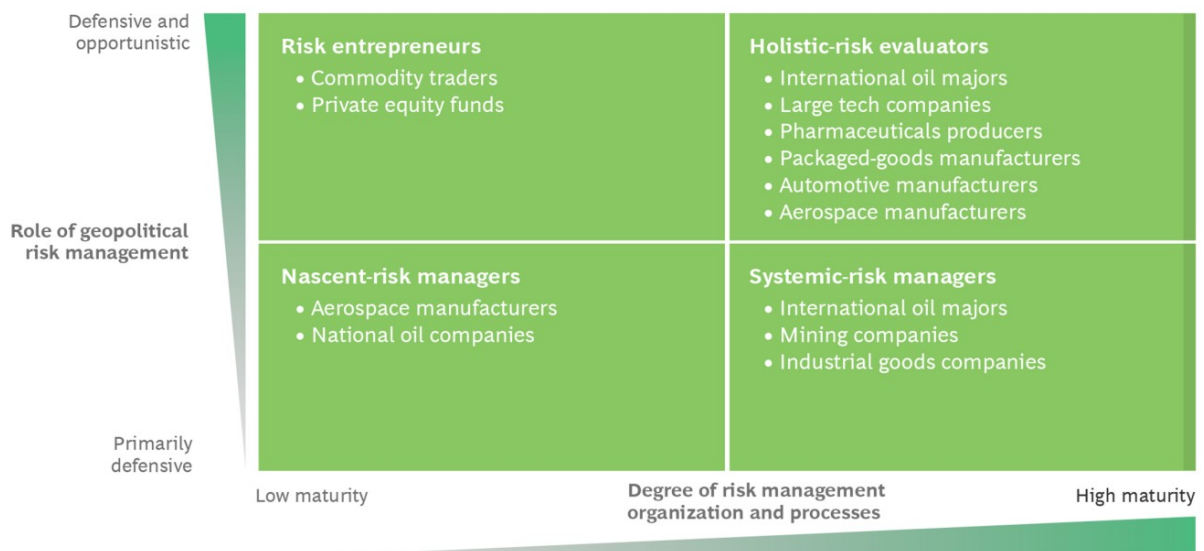 Defensive and
opportunistic
Role of geopolitical
risk management
Primarily
defensive
Risk entrepreneurs
• Commodity traders
• Private equity funds
Holistic-risk evaluators
• International oil majors
• Large tech companies
• Pharmaceuticals producers
• Packaged-goods manufacturers
• Automotive manufacturers
• Aerospace manufacturers
Nascent-risk managers
• Aerospace manufacturers
• National oil companies
Systemic-risk managers
• International oil majors
• Mining companies
• Industrial goods companies
Low maturity
Degree of risk management
organization and processes
High maturity